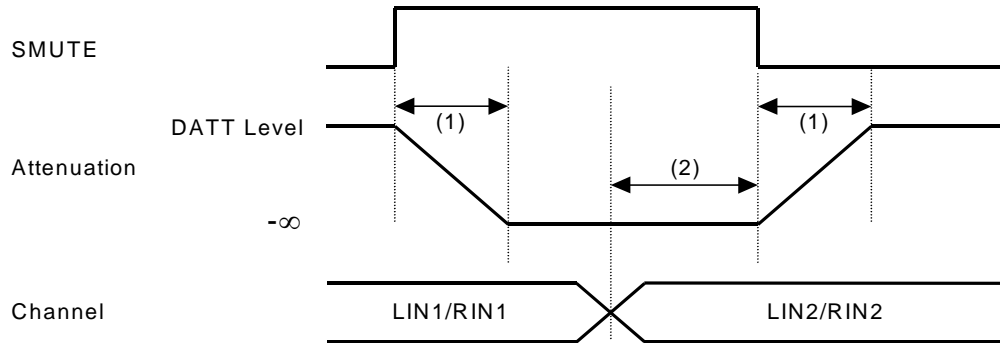 SMUTE
(1)
(1)
DATT Level
Attenuation
(2)
-∞
Channel
LIN1/RIN1
LIN2/RIN2